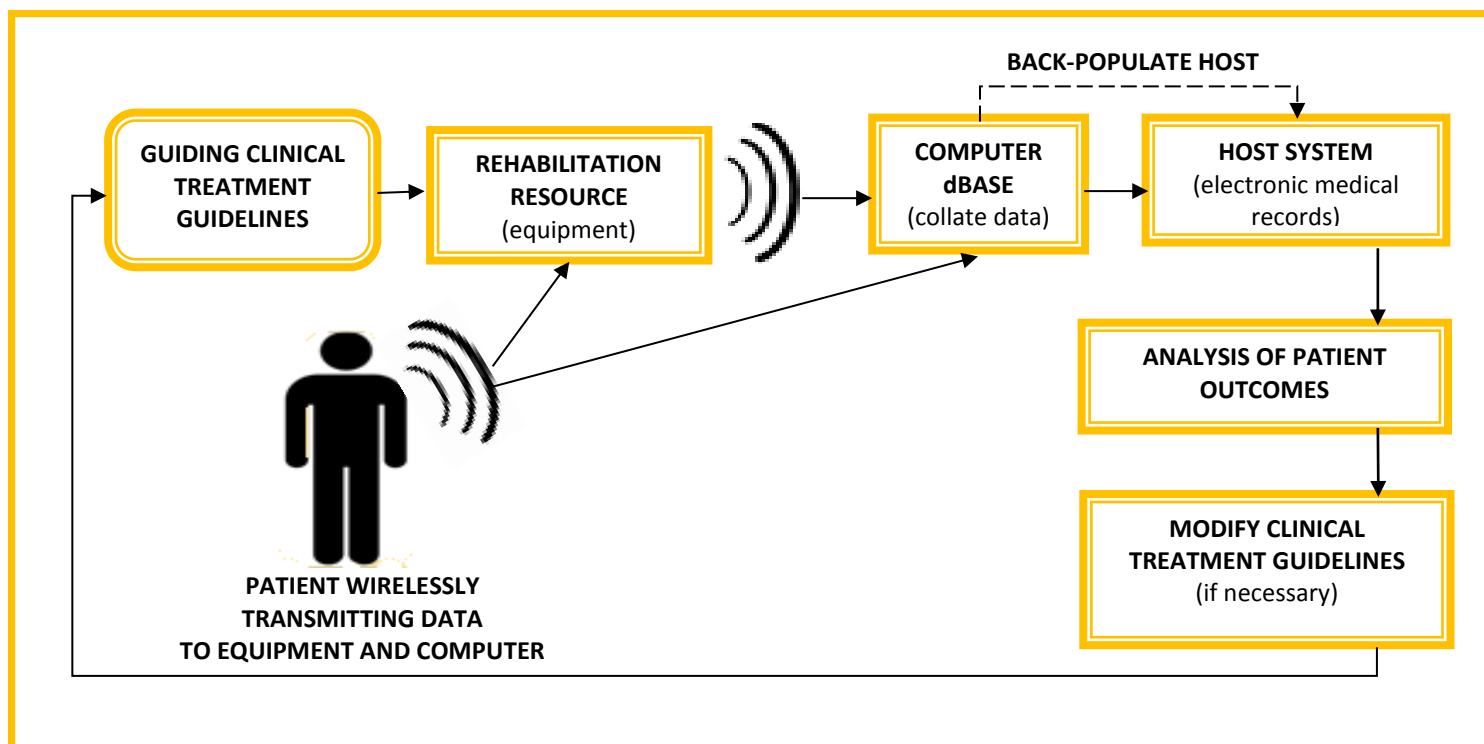 BACK-POPULATE HOST
GUIDING CLINICAL
TREATMENT
GUIDELINES
REHABILITATION
RESOURCE
(equipment)
COMPUTER
dBASE
(collate data)
HOST SYSTEM
(electronic medical
records)
ANALYSIS OF PATIENT
OUTCOMES
MODIFY CLINICAL
TREATMENT GUIDELINES
(if necessary)
PATIENT WIRELESSLY
TRANSMITTING DATA
TO EQUIPMENT AND COMPUTER